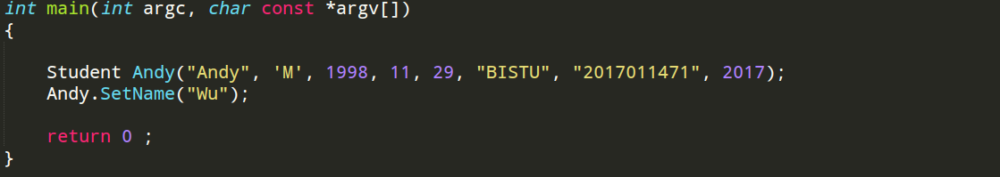 int main(int argc, char const *argv[])
{
Student Andy("Andy", 'M', 1998, 11, 29, "BISTU", "2017011471", 2017);
Andy.SetName("Wu");
return 0 ;
}